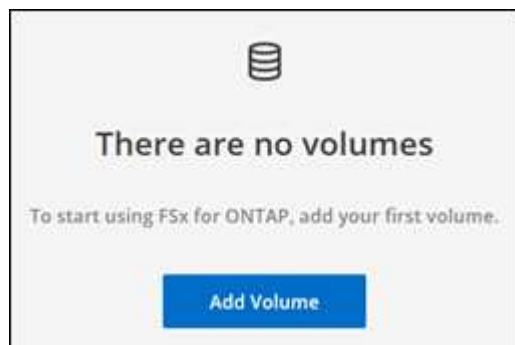 There are no volumes
To start using FSx for ONTAP, add your first volume.
Add Volume